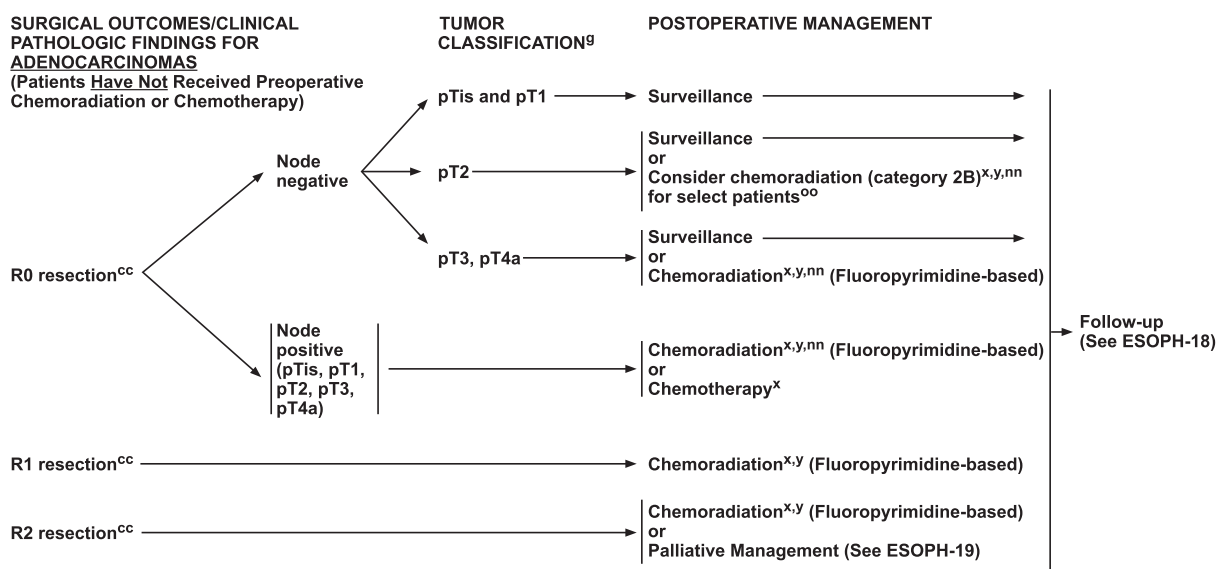 SURGICAL OUTCOMES/CLINICAL
PATHOLOGIC FINDINGS FOR
ADENOCARCINOMAS
(Patients Have Not Received Preoperative
Chemoradiation or Chemotherapy)
TUMOR
CLASSIFICATIONg
POSTOPERATIVE MANAGEMENT
pTis and pT1
Surveillance
Node
negative
pT2
Surveillance
or
Consider chemoradiation (category 2B)x,y,nn
for select patientsoo
pT3, pT4a
Surveillance
or
Chemoradiationx,y,nn (Fluoropyrimidine-based)
R0 resectioncc
Node
positive
(pTis, pT1,
pT2, pT3,
pT4a)
Chemoradiationx,y,nn (Fluoropyrimidine-based)
or
Chemotherapyx
R1 resectioncc
Chemoradiationx,y (Fluoropyrimidine-based)
R2 resectioncc
Chemoradiationx,y (Fluoropyrimidine-based)
or
Palliative Management (See ESOPH-19)
Follow-up
(See ESOPH-18)